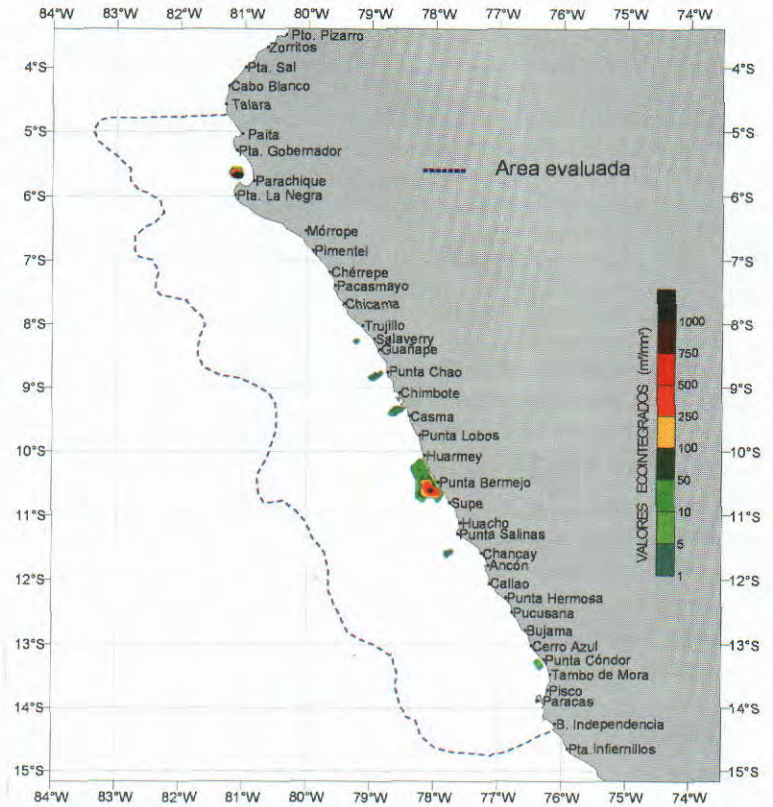 84°W 83°W 82°W 81°W 80°W 79°W 78°W 77°W 76°W 75°W 74°W
Pto. Pizarro
Zorritos
4°S Pta. Sal 4°S
Cabo Blanco
Talara
5°S Paita 5°S
Pta. Gobernador
Area evaluada
6°S Parachique 6°S
Pta. La Negra
Mórrope
7°S Pimentel 7°S
Chérrepe
Pacasmayo
Chicama
8°S Trujillo 8°S
Salaverry
Guañape
Punta Chao
9°S Chimbote 9°S
Casma
Punta Lobos
10°S Huarmey 10°S
Punta Bermejo
11°S Supe 11°S
Huacho
Punta Salinas
Chancay
12°S Ancón 12°S
Callao
Punta Hermosa
Pucusana
13°S Bujama 13°S
Cerro Azul
Punta Cóndor
Tambo de Mora
14°S Pisco 14°S
Paracas
B. Independencia
Pta. Infiernillos
15°S 15°S
84°W 83°W 82°W 81°W 80°W 79°W 78°W 77°W 76°W 75°W 74°W
VALORES ECOINTEGRADOS (m²/mn²)
1000
750
500
250
100
50
10
5
1